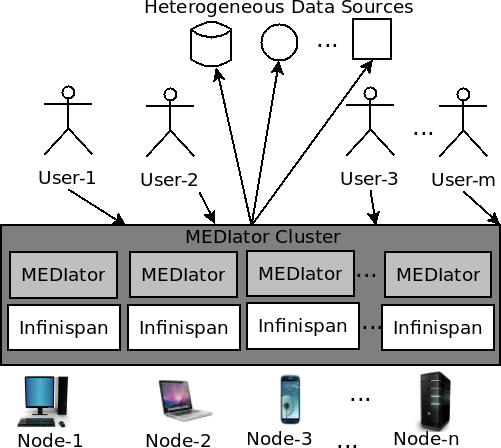 Heterogeneous Data Sources
...
User-1 User-2 User-3 ... User-m
MEDIator Cluster
MEDIator MEDIator MEDIator ... MEDIator
Infinispan Infinispan Infinispan ... Infinispan
...
Node-1 Node-2 Node-3 ... Node-n